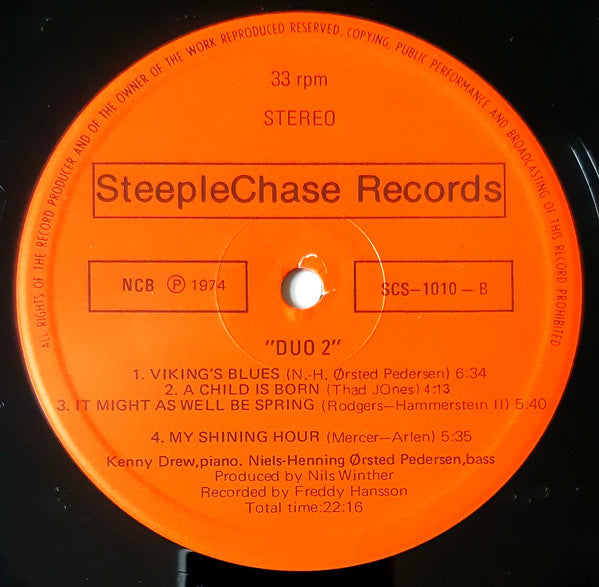 ALL RIGHTS OF THE RECORD PRODUCER AND OF THE OWNER OF THE WORK REPRODUCED RESERVED. COPYING, PUBLIC PERFORMANCE AND BROADCASTING OF THIS RECORD PROHIBITED
33 rpm
STEREO
SteepleChase Records
NCB Ⓟ 1974
SCS-1010-B
"DUO 2"
1. VIKING'S BLUES (N.-H. Ørsted Pedersen) 6:34
2. A CHILD IS BORN (Thad JOnes) 4:13
3. IT MIGHT AS WELL BE SPRING (Rodgers-Hammerstein II) 5:40
4. MY SHINING HOUR (Mercer-Arlen) 5:35
Kenny Drew,piano. Niels-Henning Ørsted Pedersen,bass
Produced by Nils Winther
Recorded by Freddy Hansson
Total time:22:16